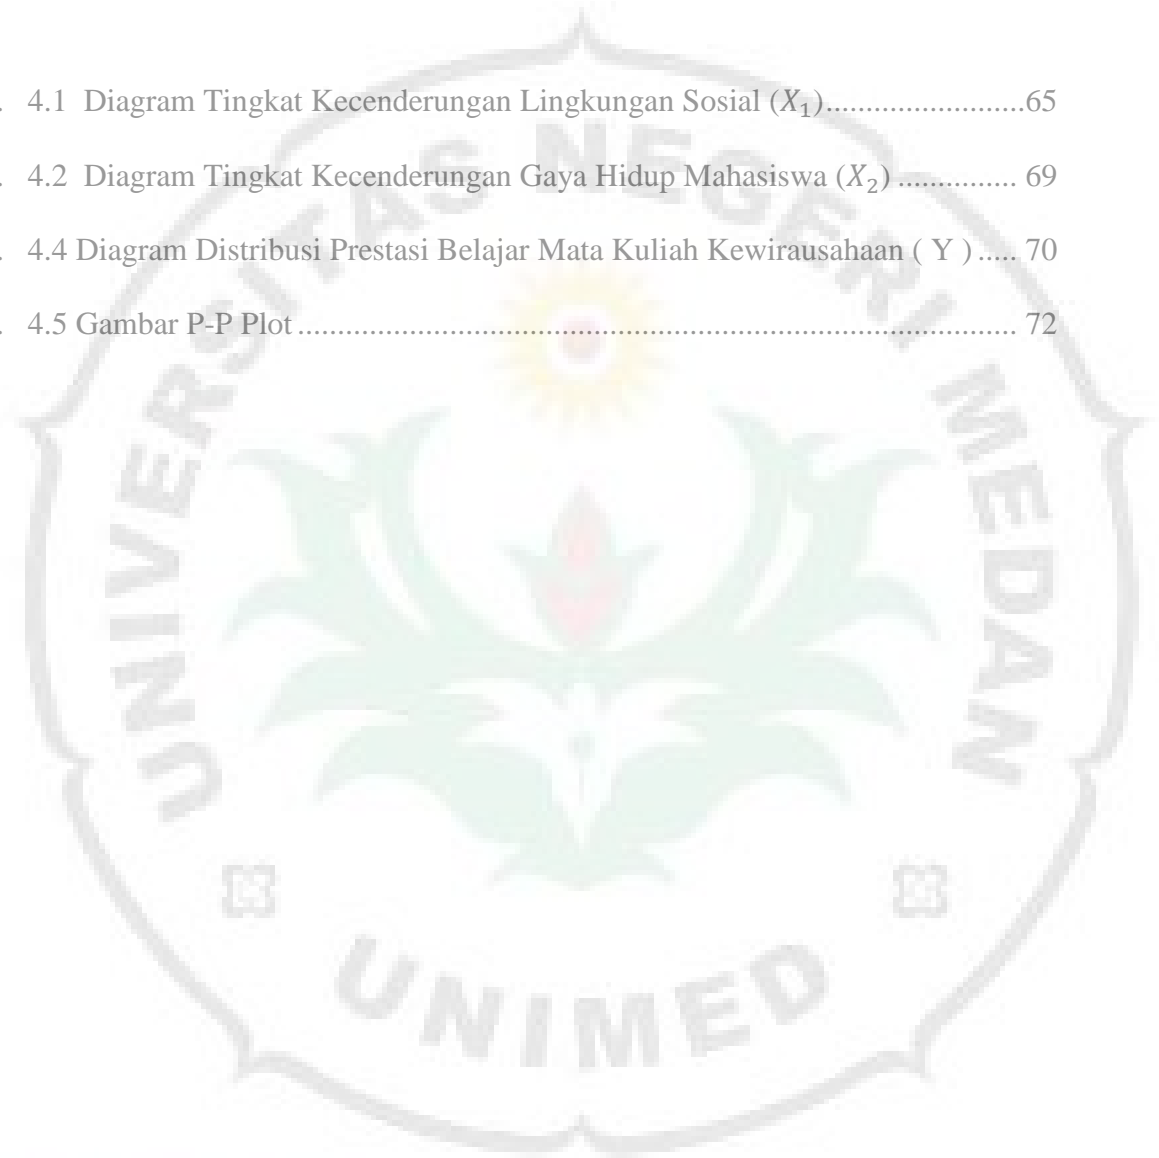 . 4.1 Diagram Tingkat Kecenderungan Lingkungan Sosial (𝑋₁)........................65
. 4.2 Diagram Tingkat Kecenderungan Gaya Hidup Mahasiswa (𝑋₂) ............... 69
. 4.4 Diagram Distribusi Prestasi Belajar Mata Kuliah Kewirausahaan ( Y ) ..... 70
. 4.5 Gambar P-P Plot .......................................................................................... 72
UNIVERSITAS NEGERI MEDAN
UNIMED